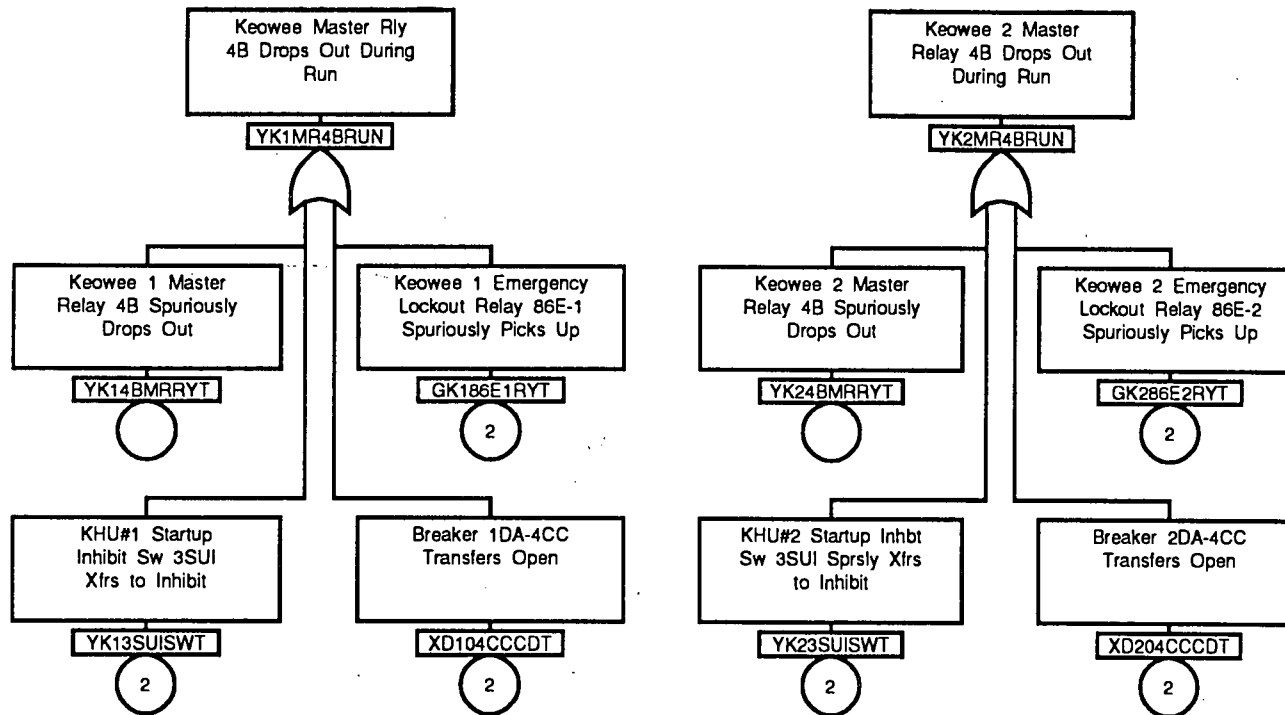 Keowee Master Rly
4B Drops Out During
Run
YK1MR4BRUN
Keowee 1 Master
Relay 4B Spuriously
Drops Out
YK14BMRRYT
Keowee 1 Emergency
Lockout Relay 86E-1
Spuriously Picks Up
GK186E1RYT
2
KHU#1 Startup
Inhibit Sw 3SUI
Xfrs to Inhibit
YK13SUISWT
2
Breaker 1DA-4CC
Transfers Open
XD104CCCDT
2
Keowee 2 Master
Relay 4B Drops Out
During Run
YK2MR4BRUN
Keowee 2 Master
Relay 4B Spuriously
Drops Out
YK24BMRRYT
Keowee 2 Emergency
Lockout Relay 86E-2
Spuriously Picks Up
GK286E2RYT
2
KHU#2 Startup Inhbt
Sw 3SUI Sprsly Xfrs
to Inhibit
YK23SUISWT
2
Breaker 2DA-4CC
Transfers Open
XD204CCCDT
2